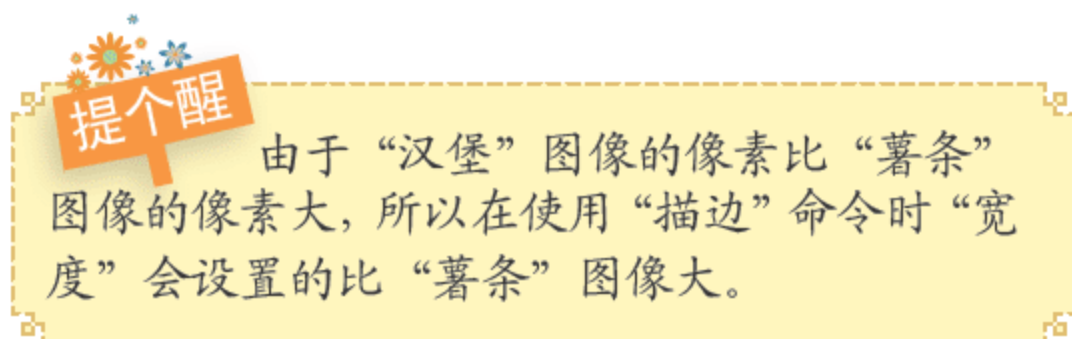 提个醒
由于“汉堡”图像的像素比“薯条”
图像的像素大，所以在使用“描边”命令时“宽
度”会设置的比“薯条”图像大。